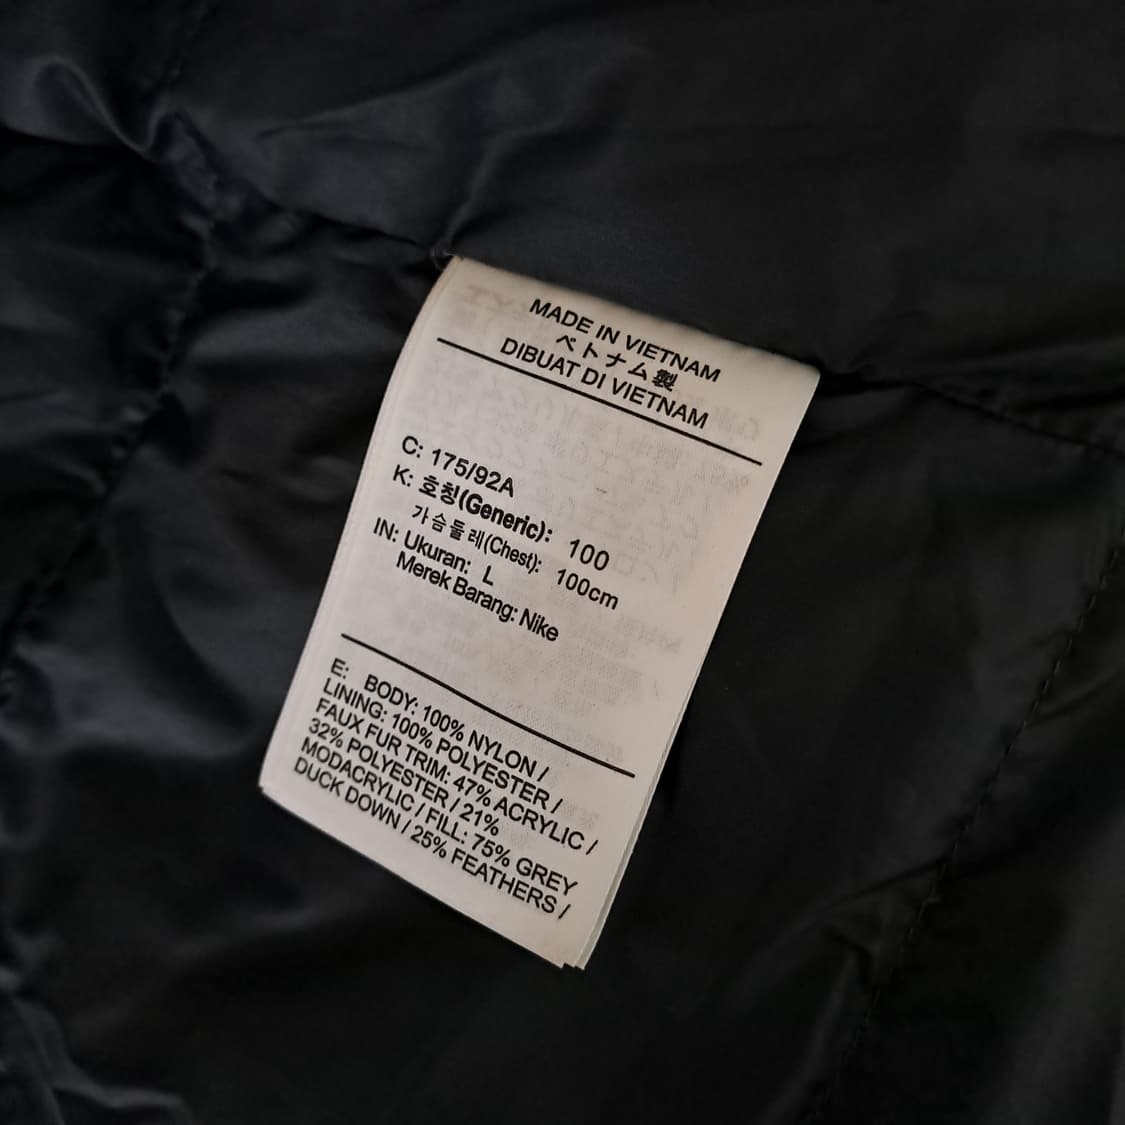 MADE IN VIETNAM
ベトナム製
DIBUAT DI VIETNAM
C: 175/92A
K: 호칭(Generic): 100
가슴둘레(Chest): 100cm
IN: Ukuran: L
Merek Barang: Nike
E: BODY: 100% NYLON /
LINING: 100% POLYESTER /
FAUX FUR TRIM: 47% ACRYLIC /
32% POLYESTER / 21%
MODACRYLIC / FILL: 75% GREY
DUCK DOWN / 25% FEATHERS /